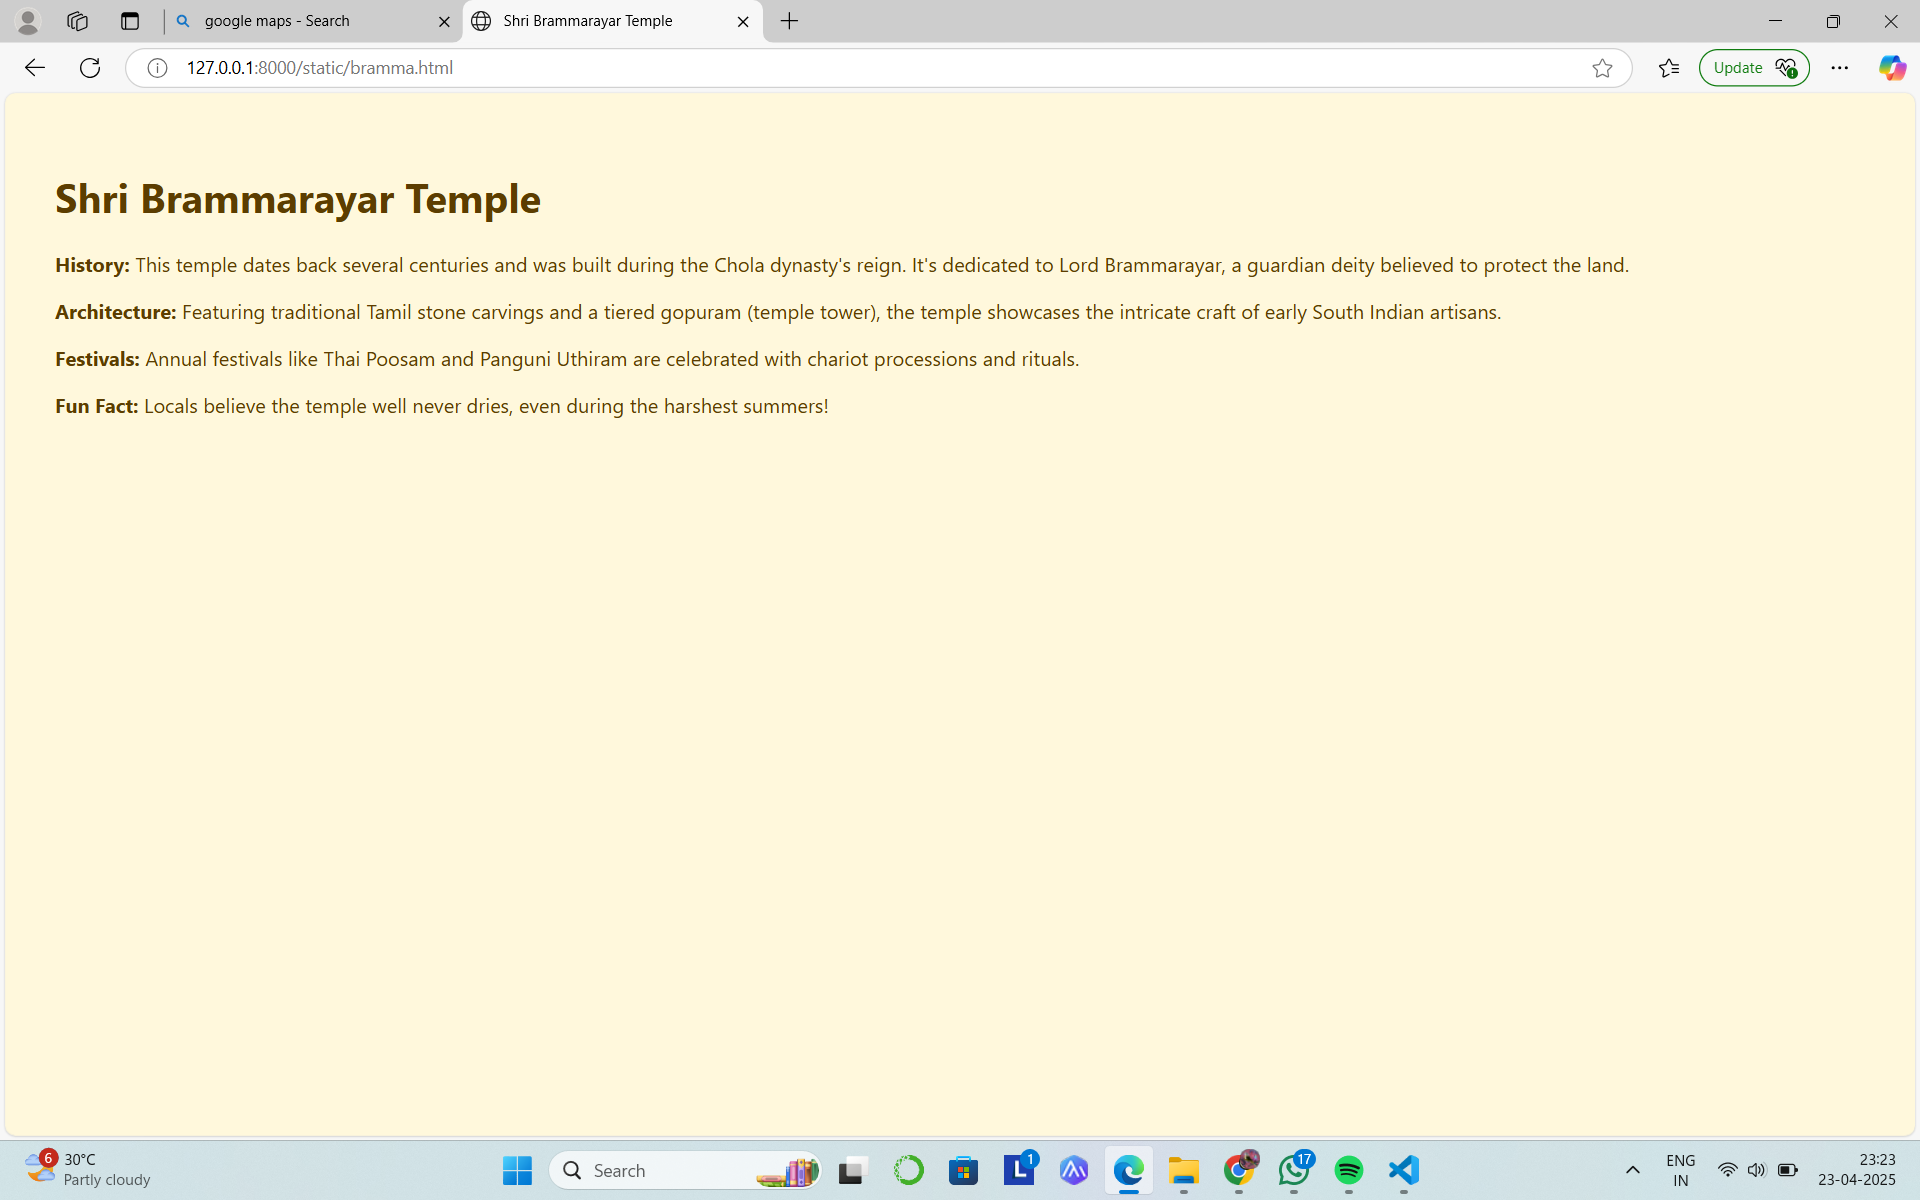 google maps - Search
Shri Brammarayar Temple
127.0.0.1:8000/static/bramma.html
Update
Shri Brammarayar Temple
History: This temple dates back several centuries and was built during the Chola dynasty's reign. It's dedicated to Lord Brammarayar, a guardian deity believed to protect the land.
Architecture: Featuring traditional Tamil stone carvings and a tiered gopuram (temple tower), the temple showcases the intricate craft of early South Indian artisans.
Festivals: Annual festivals like Thai Poosam and Panguni Uthiram are celebrated with chariot processions and rituals.
Fun Fact: Locals believe the temple well never dries, even during the harshest summers!
6
30°C
Partly cloudy
Search
L
1
17
ENG
IN
23:23
23-04-2025